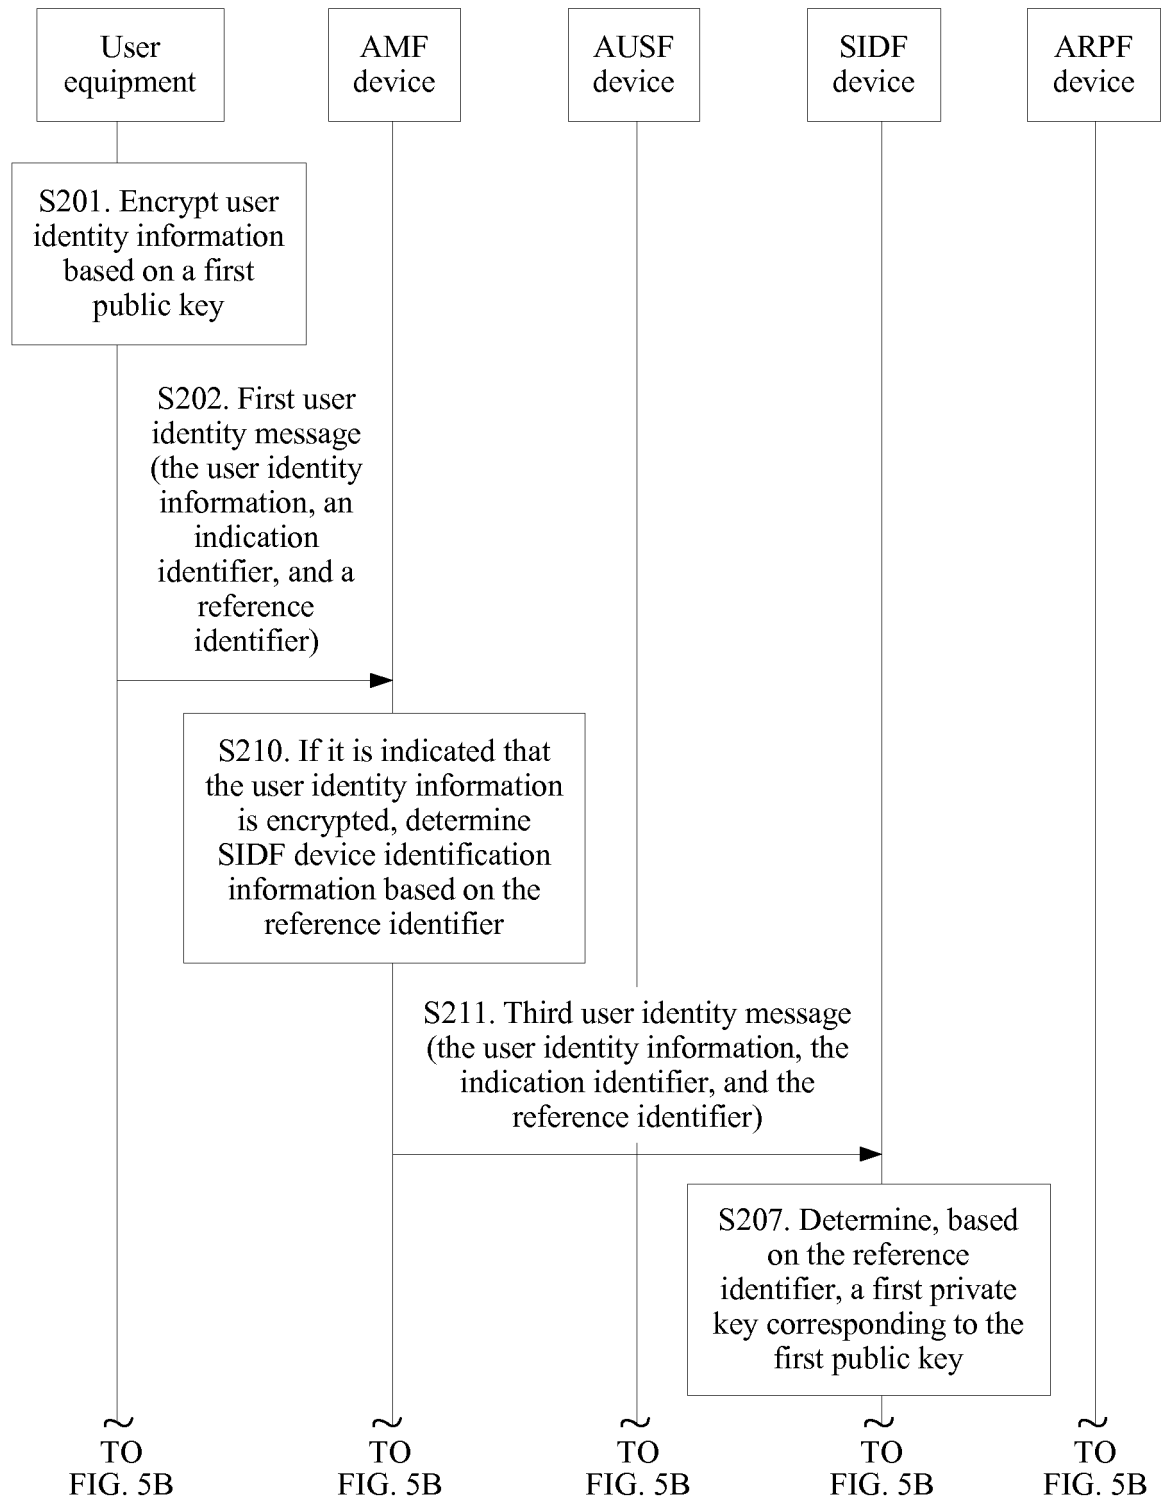 User
equipment
AMF
device
AUSF
device
SIDF
device
ARPF
device
S201. Encrypt user
identity information
based on a first
public key
S202. First user
identity message
(the user identity
information, an
indication
identifier, and a
reference
identifier)
S210. If it is indicated that
the user identity information
is encrypted, determine
SIDF device identification
information based on the
reference identifier
S211. Third user identity message
(the user identity information, the
indication identifier, and the
reference identifier)
S207. Determine, based
on the reference
identifier, a first private
key corresponding to the
first public key
TO
FIG. 5B
TO
FIG. 5B
TO
FIG. 5B
TO
FIG. 5B
TO
FIG. 5B